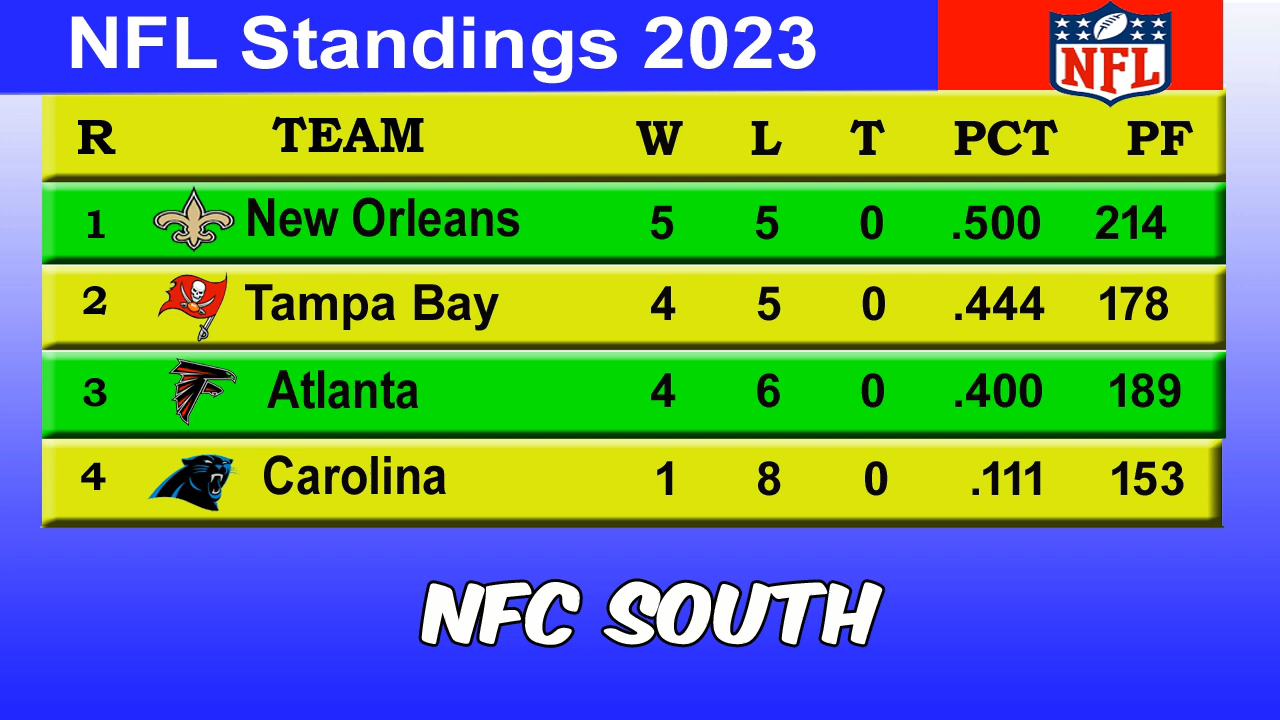 NFL Standings 2023
NFL
R TEAM W L T PCT PF
1 New Orleans 5 5 0 .500 214
2 Tampa Bay 4 5 0 .444 178
3 Atlanta 4 6 0 .400 189
4 Carolina 1 8 0 .111 153
NFC SOUTH